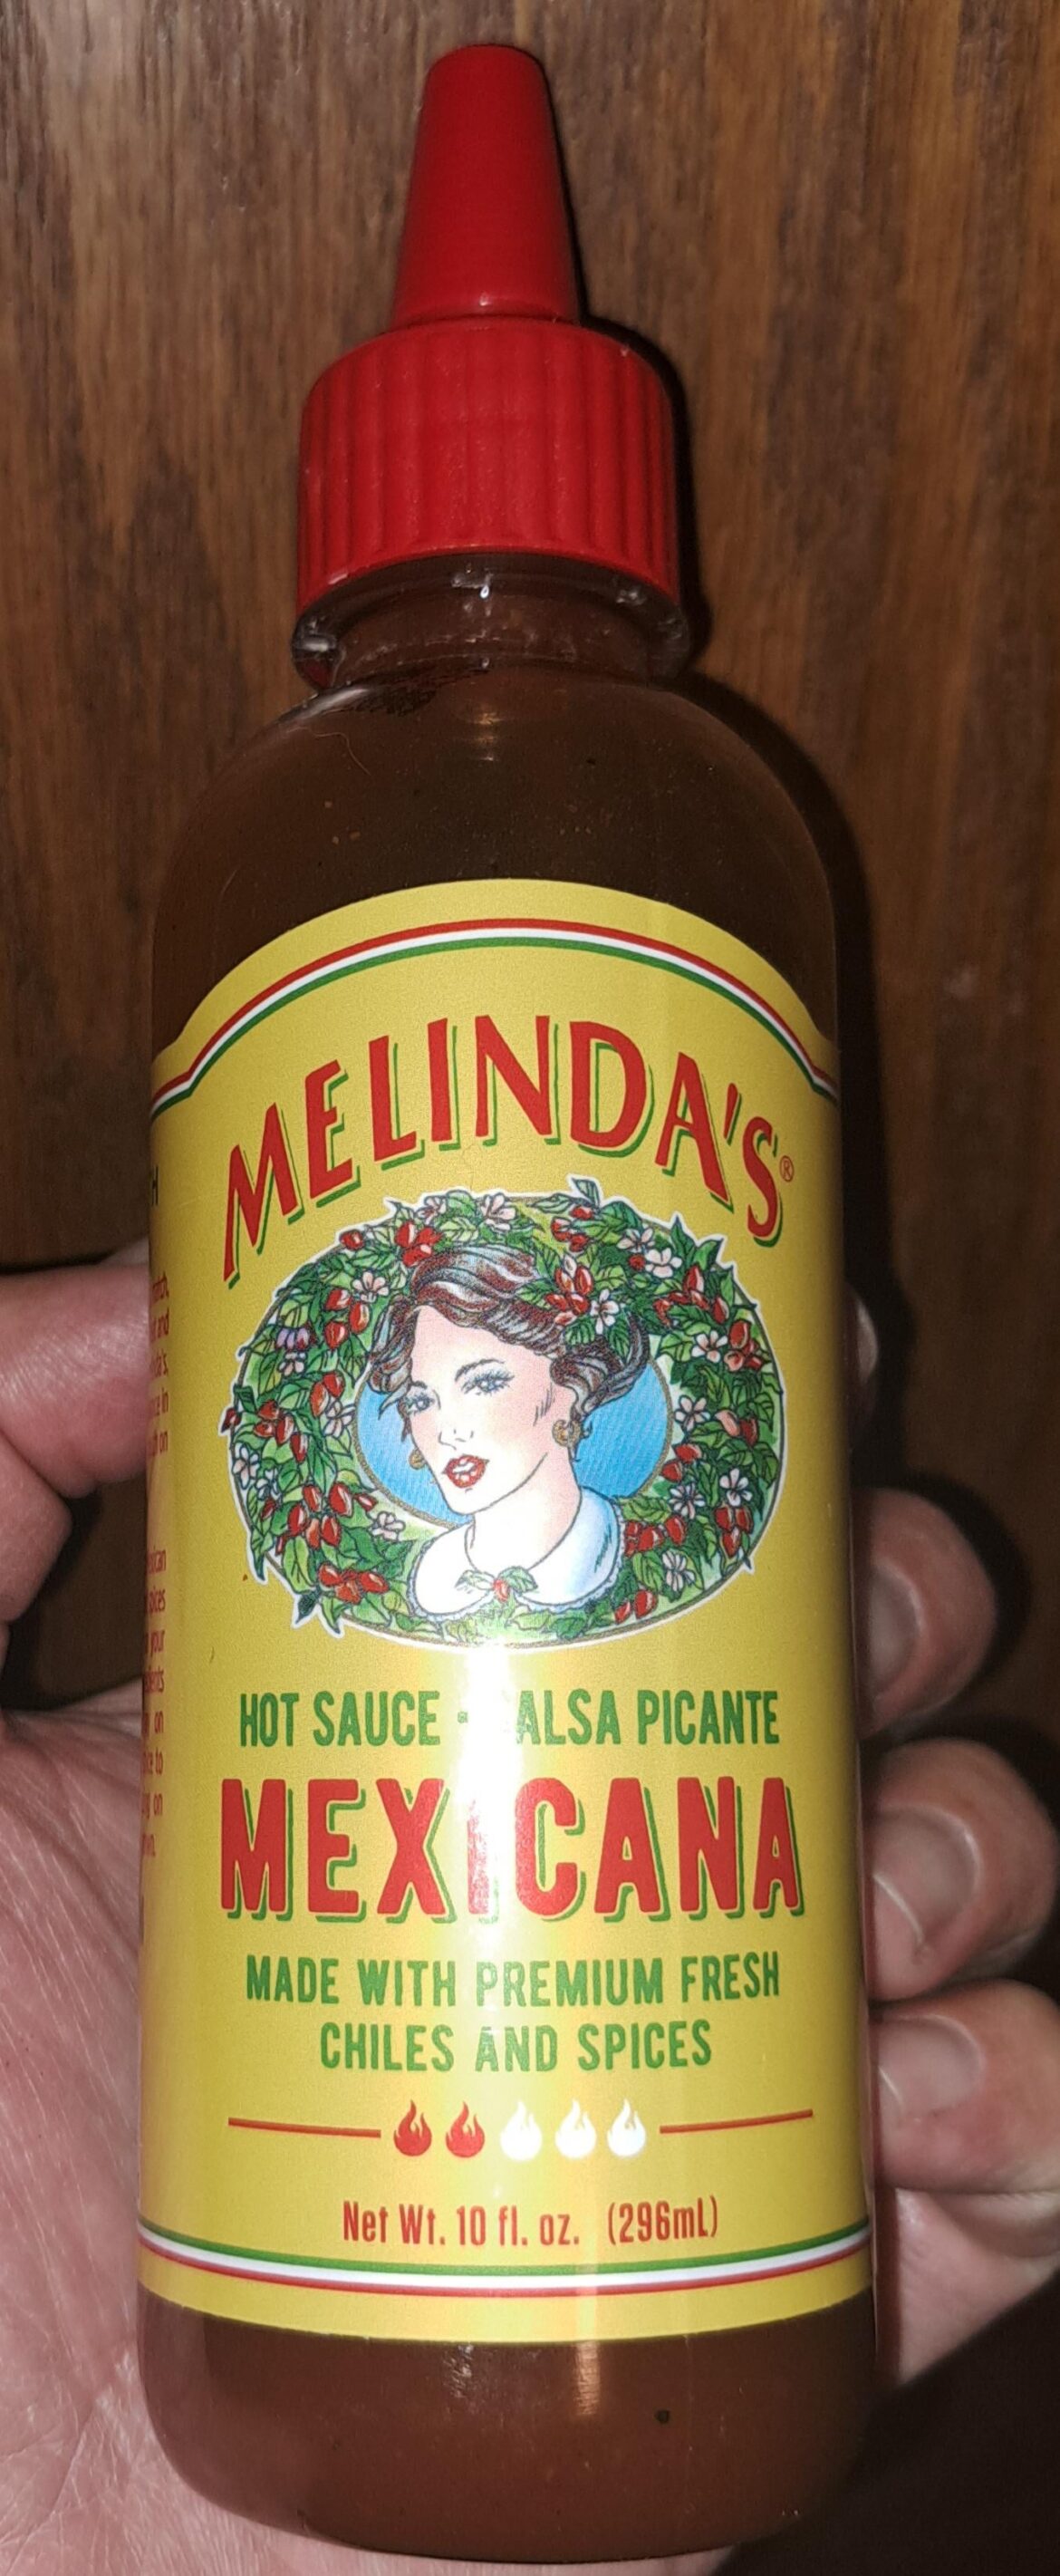 MELINDA'S®
HOT SAUCE - ALSA PICANTE
MEXICANA
MADE WITH PREMIUM FRESH
CHILES AND SPICES
Net Wt. 10 fl. oz. (296mL)